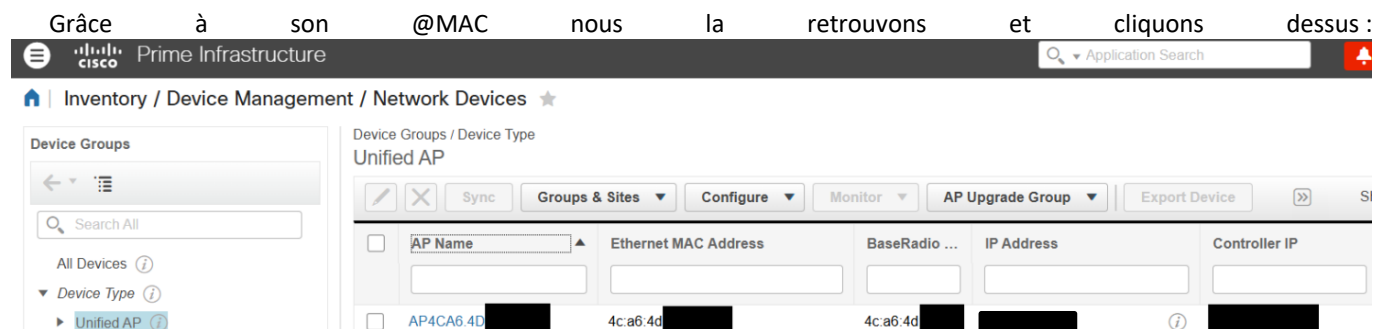 Grâce à son @MAC nous la retrouvons et cliquons dessus :
cisco Prime Infrastructure
Application Search
Inventory / Device Management / Network Devices
Device Groups
Device Groups / Device Type
Unified AP
Sync Groups & Sites Configure Monitor AP Upgrade Group Export Device
Search All
AP Name Ethernet MAC Address BaseRadio ... IP Address Controller IP
All Devices
Device Type
Unified AP
AP4CA6.4D 4c:a6:4d 4c:a6:4d